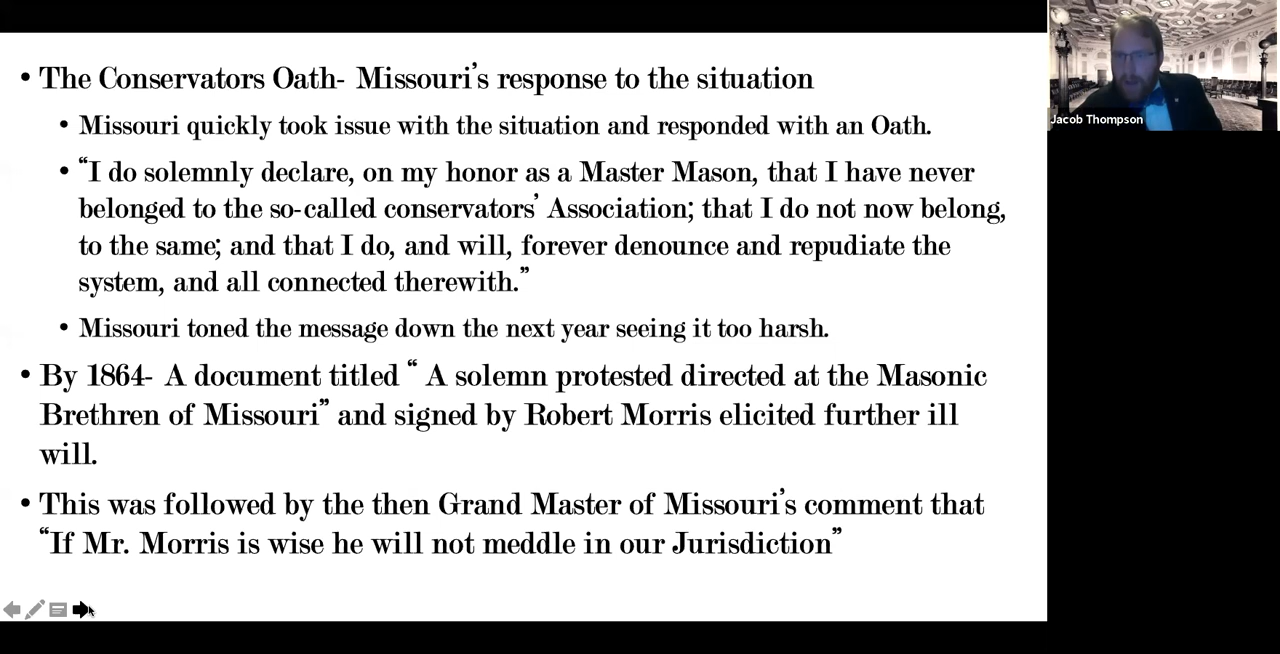 • The Conservators Oath- Missouri’s response to the situation
• Missouri quickly took issue with the situation and responded with an Oath.
• “I do solemnly declare, on my honor as a Master Mason, that I have never
belonged to the so-called conservators’ Association; that I do not now belong,
to the same; and that I do, and will, forever denounce and repudiate the
system, and all connected therewith.”
• Missouri toned the message down the next year seeing it too harsh.
• By 1864- A document titled “ A solemn protested directed at the Masonic
Brethren of Missouri” and signed by Robert Morris elicited further ill
will.
• This was followed by the then Grand Master of Missouri’s comment that
“If Mr. Morris is wise he will not meddle in our Jurisdiction”
Jacob Thompson